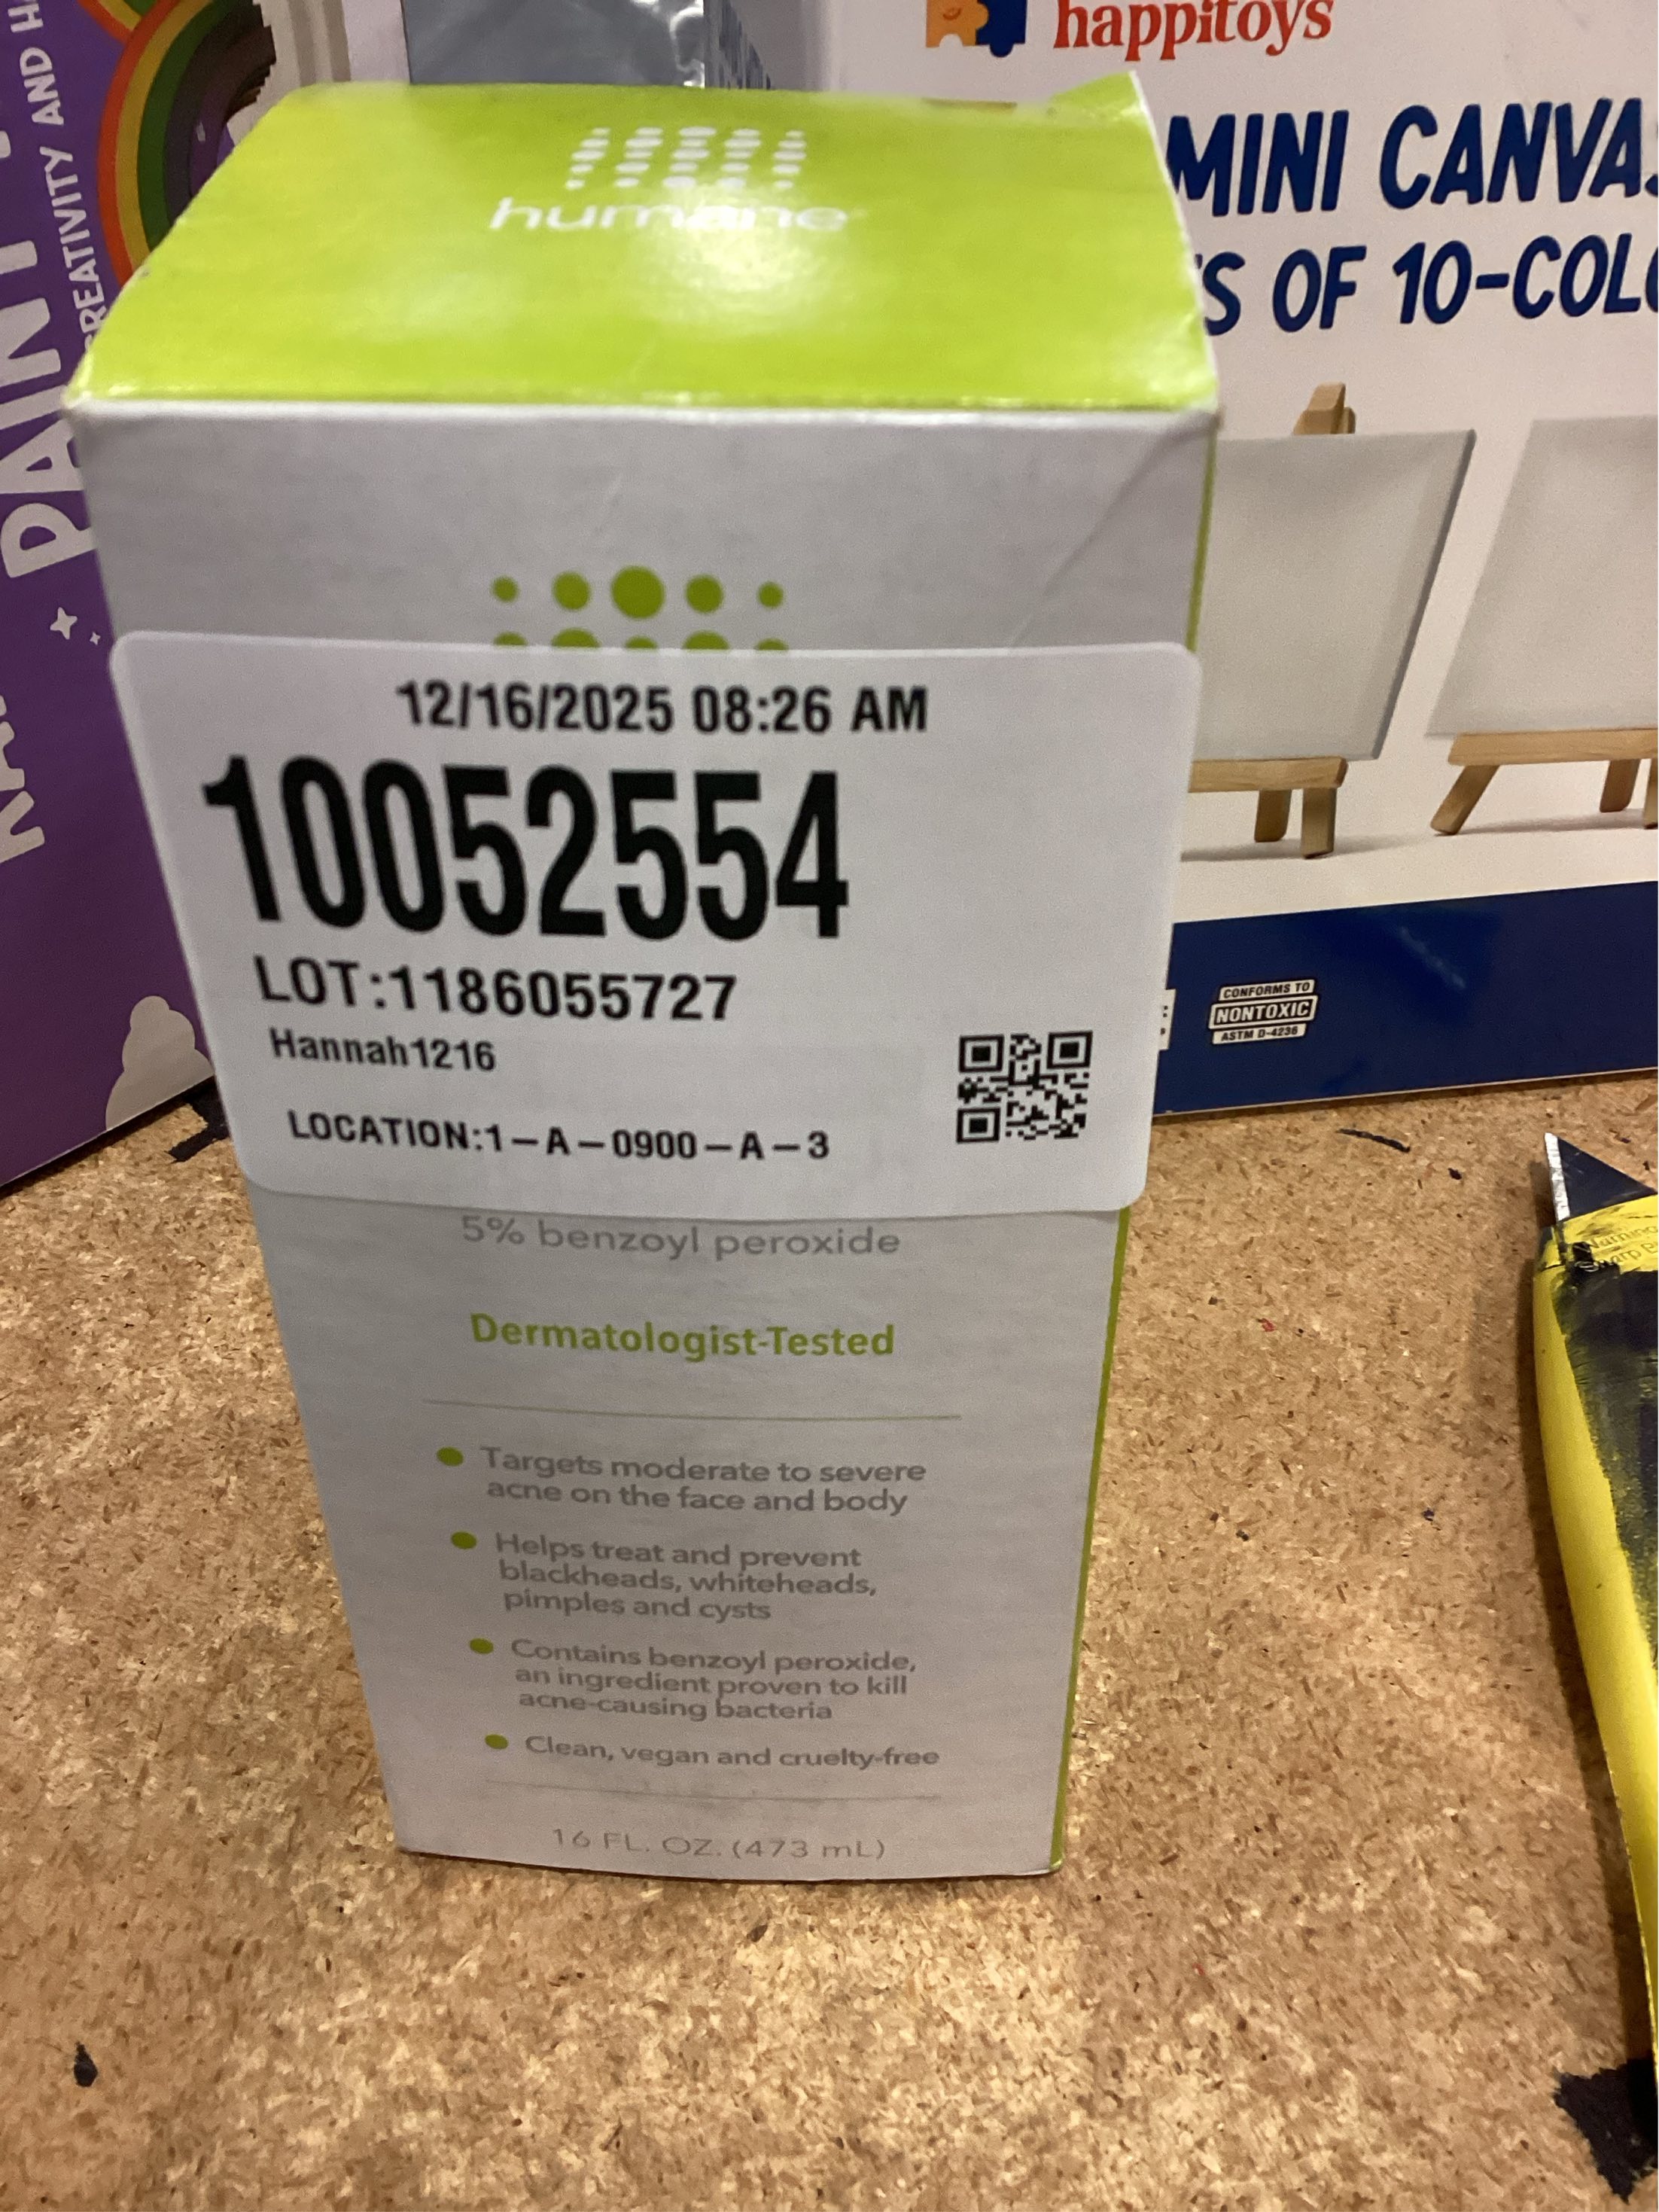 happitoys
MINI CANVA
S OF 10-COL
PAINT
CREATIVITY AND H
humane
12/16/2025 08:26 AM
10052554
LOT:1186055727
Hannah1216
LOCATION:1-A-0900-A-3
5% benzoyl peroxide
Dermatologist-Tested
Targets moderate to severe
acne on the face and body
Helps treat and prevent
blackheads, whiteheads,
pimples and cysts
Contains benzoyl peroxide,
an ingredient proven to kill
acne-causing bacteria
Clean, vegan and cruelty-free
16 FL. OZ. (473 mL)
CONFORMS TO
NONTOXIC
ASTM D-4236
Warning